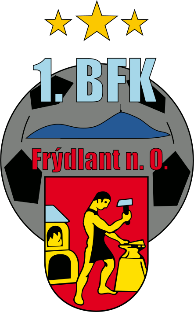 1. BFK
Frýdlant n. O.